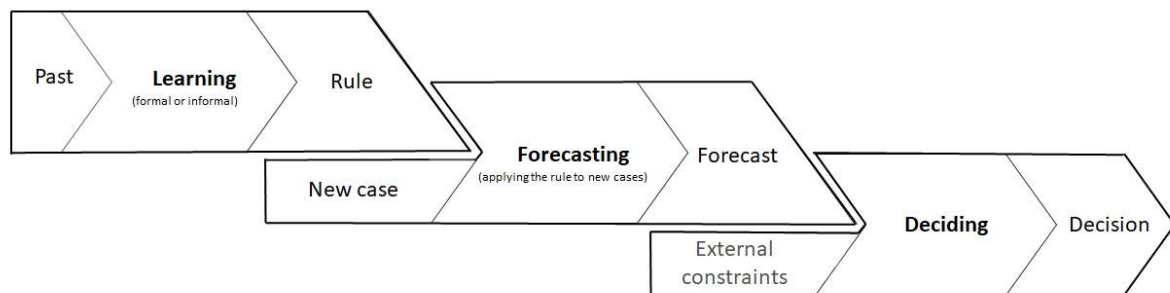 Past
Learning
(formal or informal)
Rule
New case
Forecasting
(applying the rule to new cases)
Forecast
External
constraints
Deciding
Decision